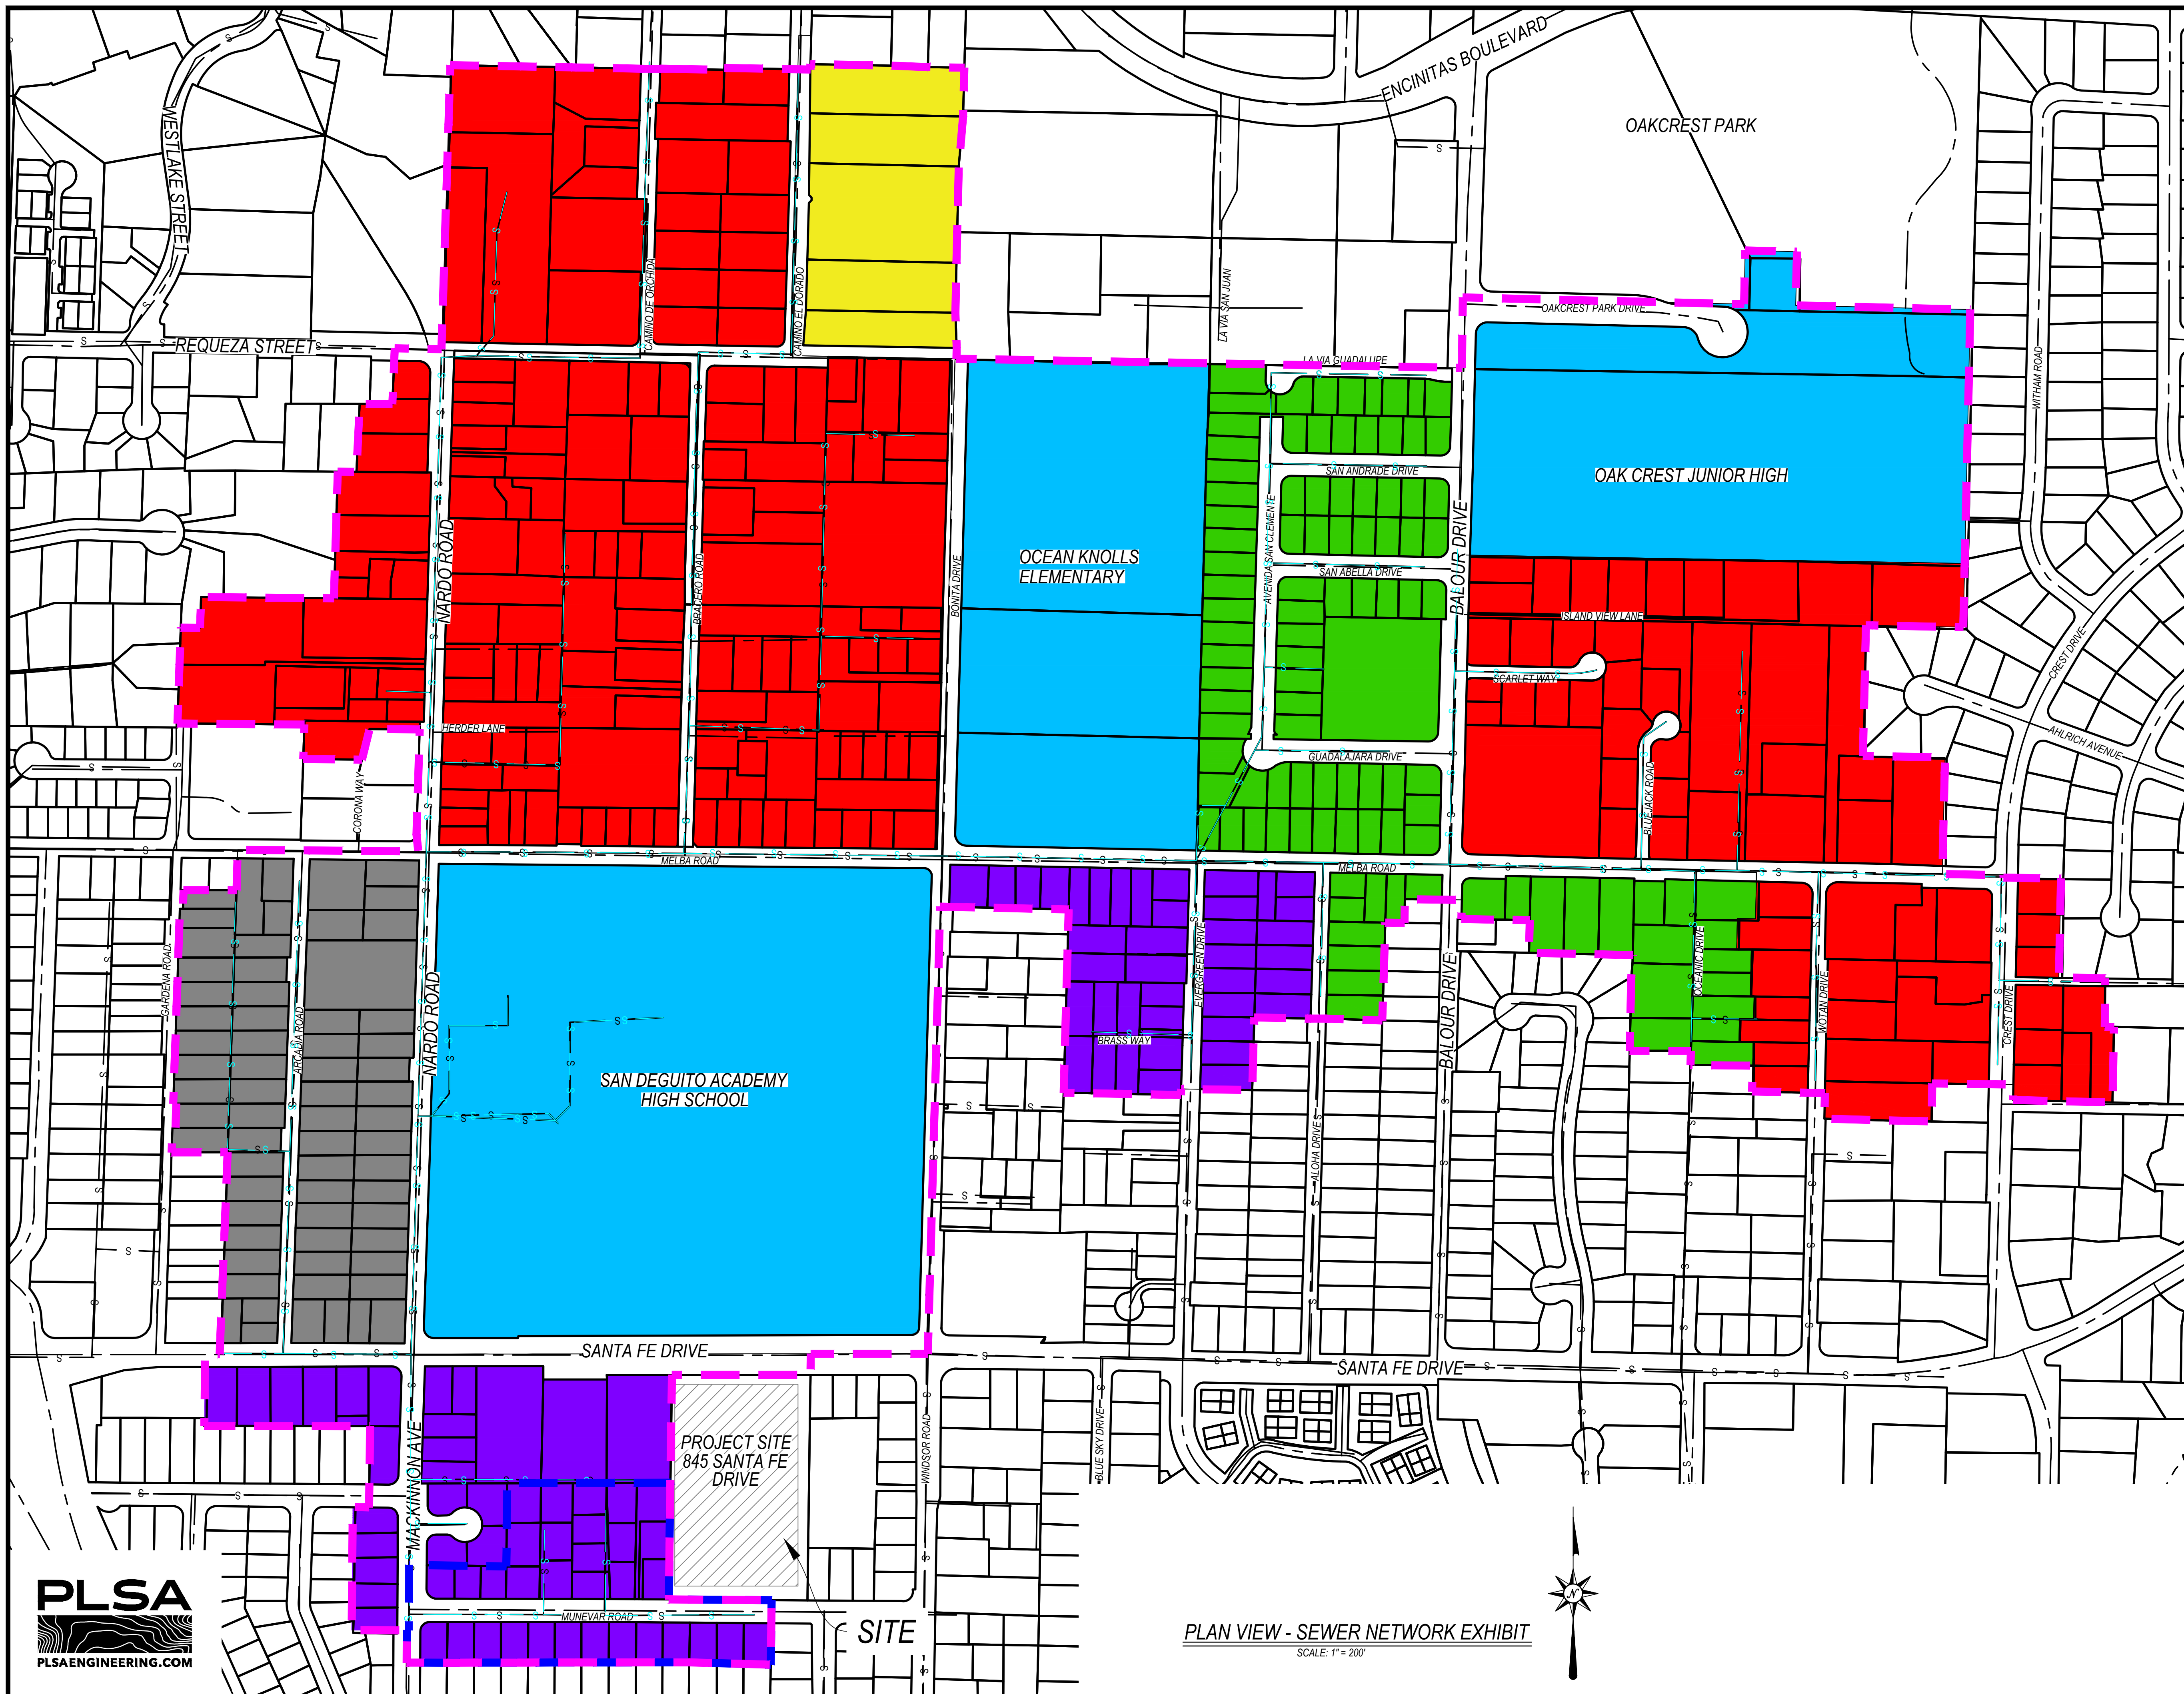 ENCINITAS BOULEVARD
OAKCREST PARK
WESTLAKE STREET
CAMINO DE ORCHIDA
CAMINO EL DORADO
LA VIA SAN JUAN
OAKCREST PARK DRIVE
REQUEZA STREET
LA VIA GUADALUPE
WITHAM ROAD
SAN ANDRADE DRIVE
OAK CREST JUNIOR HIGH
NARDO ROAD
BRACERO ROAD
BONITA DRIVE
OCEAN KNOLLS
ELEMENTARY
AVENIDA SAN CLEMENTE
SAN ABELLA DRIVE
BALOUR DRIVE
ISLAND VIEW LANE
CREST DRIVE
SCARLET WAY
HERDER LANE
GUADALAJARA DRIVE
AHLRICH AVENUE
CORONA WAY
BLUEJACK ROAD
MELBA ROAD
MELBA ROAD
GARDENIA ROAD
ARCADIA ROAD
NARDO ROAD
EVERGREEN DRIVE
BALOUR DRIVE
OCEANIC DRIVE
WOTAN DRIVE
CREST DRIVE
BRASS WAY
SAN DEGUITO ACADEMY
HIGH SCHOOL
ALOHA DRIVE
SANTA FE DRIVE
SANTA FE DRIVE
MACKINNON AVE
PROJECT SITE
845 SANTA FE
DRIVE
WINDSOR ROAD
BLUE SKY DRIVE
MUNEVAR ROAD
SITE
N
PLSA
PLSAENGINEERING.COM
PLAN VIEW - SEWER NETWORK EXHIBIT
SCALE: 1" = 200'